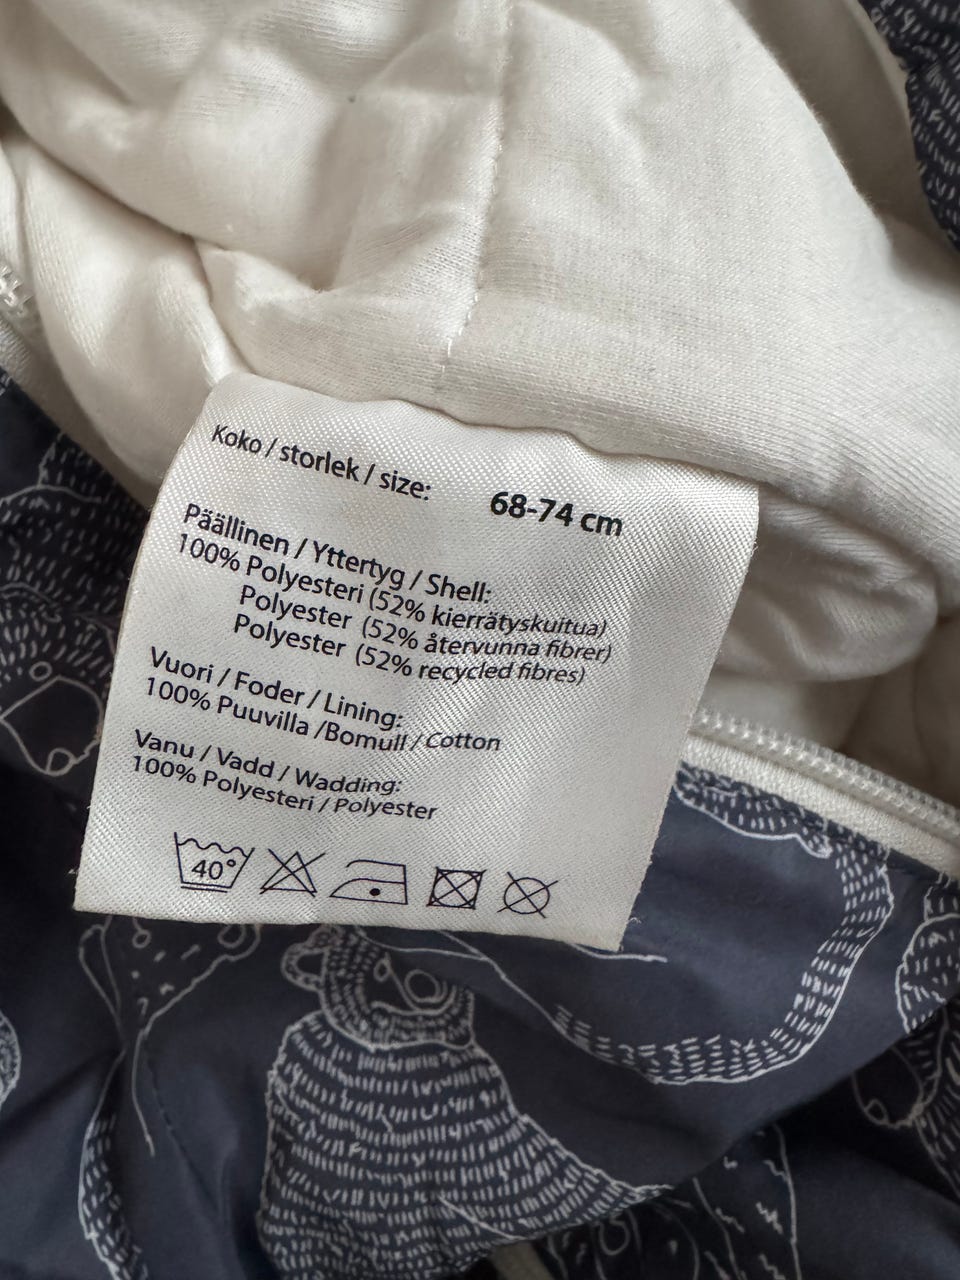 Koko / storlek / size: 68-74 cm
Päällinen / Yttertyg / Shell:
100% Polyesteri (52% kierrätyskuitua)
Polyester (52% återvunna fibrer)
Polyester (52% recycled fibres)
Vuori / Foder / Lining:
100% Puuvilla /Bomull / Cotton
Vanu / Vadd / Wadding:
100% Polyesteri / Polyester
40°